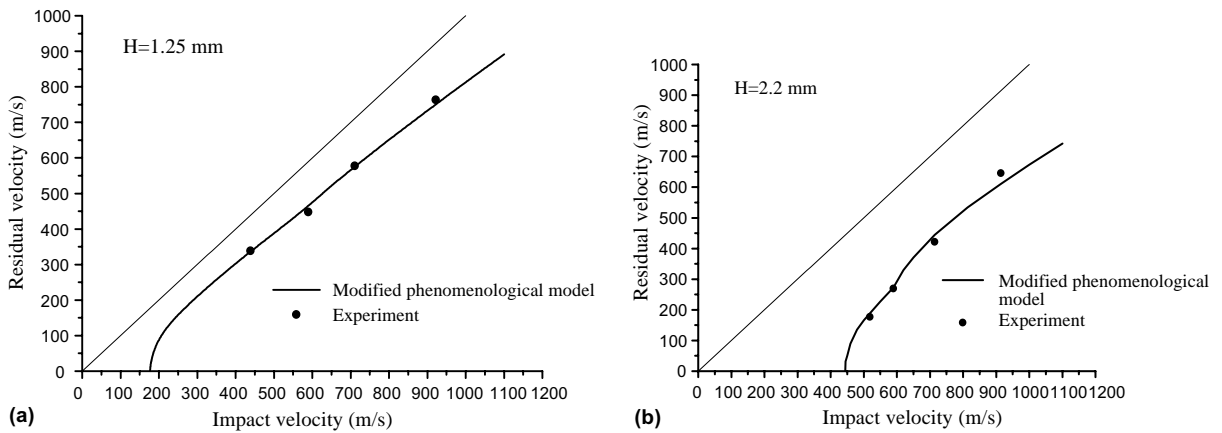 1000
900
800
700
600
500
400
300
200
100
0
Residual velocity (m/s)
H=1.25 mm
Modified phenomenological model
Experiment
0 100 200 300 400 500 600 700 800 900 1000 1100 1200
Impact velocity (m/s)
(a)
1000
900
800
700
600
500
400
300
200
100
0
Residual velocity (m/s)
H=2.2 mm
Modified phenomenological
model
Experiment
0 100 200 300 400 500 600 700 800 900 1000 1100 1200
Impact velocity (m/s)
(b)